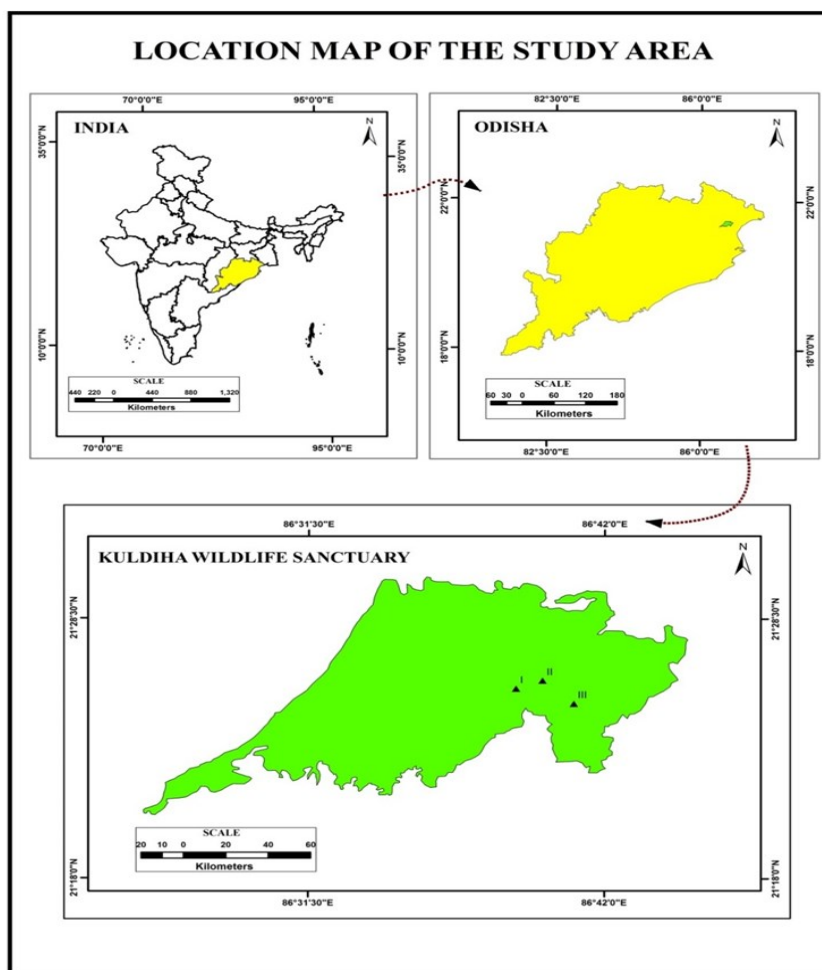 LOCATION MAP OF THE STUDY AREA
70°0'0"E 95°0'0"E
INDIA
N
35°0'0"N
35°0'0"N
10°0'0"N
10°0'0"N
SCALE
440 220 0 440 880 1,320
Kilometers
70°0'0"E 95°0'0"E
82°30'0"E 86°0'0"E
ODISHA
N
22°0'0"N
22°0'0"N
18°0'0"N
18°0'0"N
SCALE
60 30 0 60 120 180
Kilometers
82°30'0"E 86°0'0"E
86°31'30"E 86°42'0"E
KULDIHA WILDLIFE SANCTUARY
N
21°28'30"N
21°28'30"N
I
II
III
SCALE
20 10 0 20 40 60
Kilometers
21°18'0"N
21°18'0"N
86°31'30"E 86°42'0"E